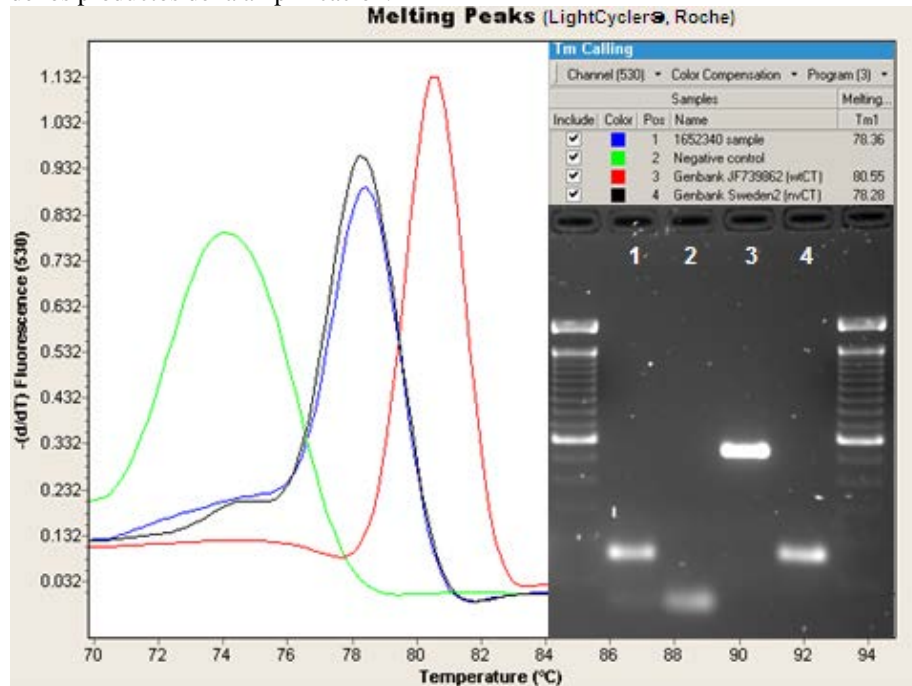 Melting Peaks (LightCycler®, Roche)
Tm Calling
Channel (530) Color Compensation Program (3)
Samples Melting...
Include Color Pos Name Tm1
1 1652340 sample 78.36
2 Negative control
3 Genbank JF739862 (wtCT) 80.55
4 Genbank Sweden2 (nvCT) 78.28
1 2 3 4
-(d/dT) Fluorescence (530)
1.132
1.032
0.932
0.832
0.732
0.632
0.532
0.432
0.332
0.232
0.132
0.032
70 72 74 76 78 80 82 84 86 88 90 92 94
Temperature (ºC)